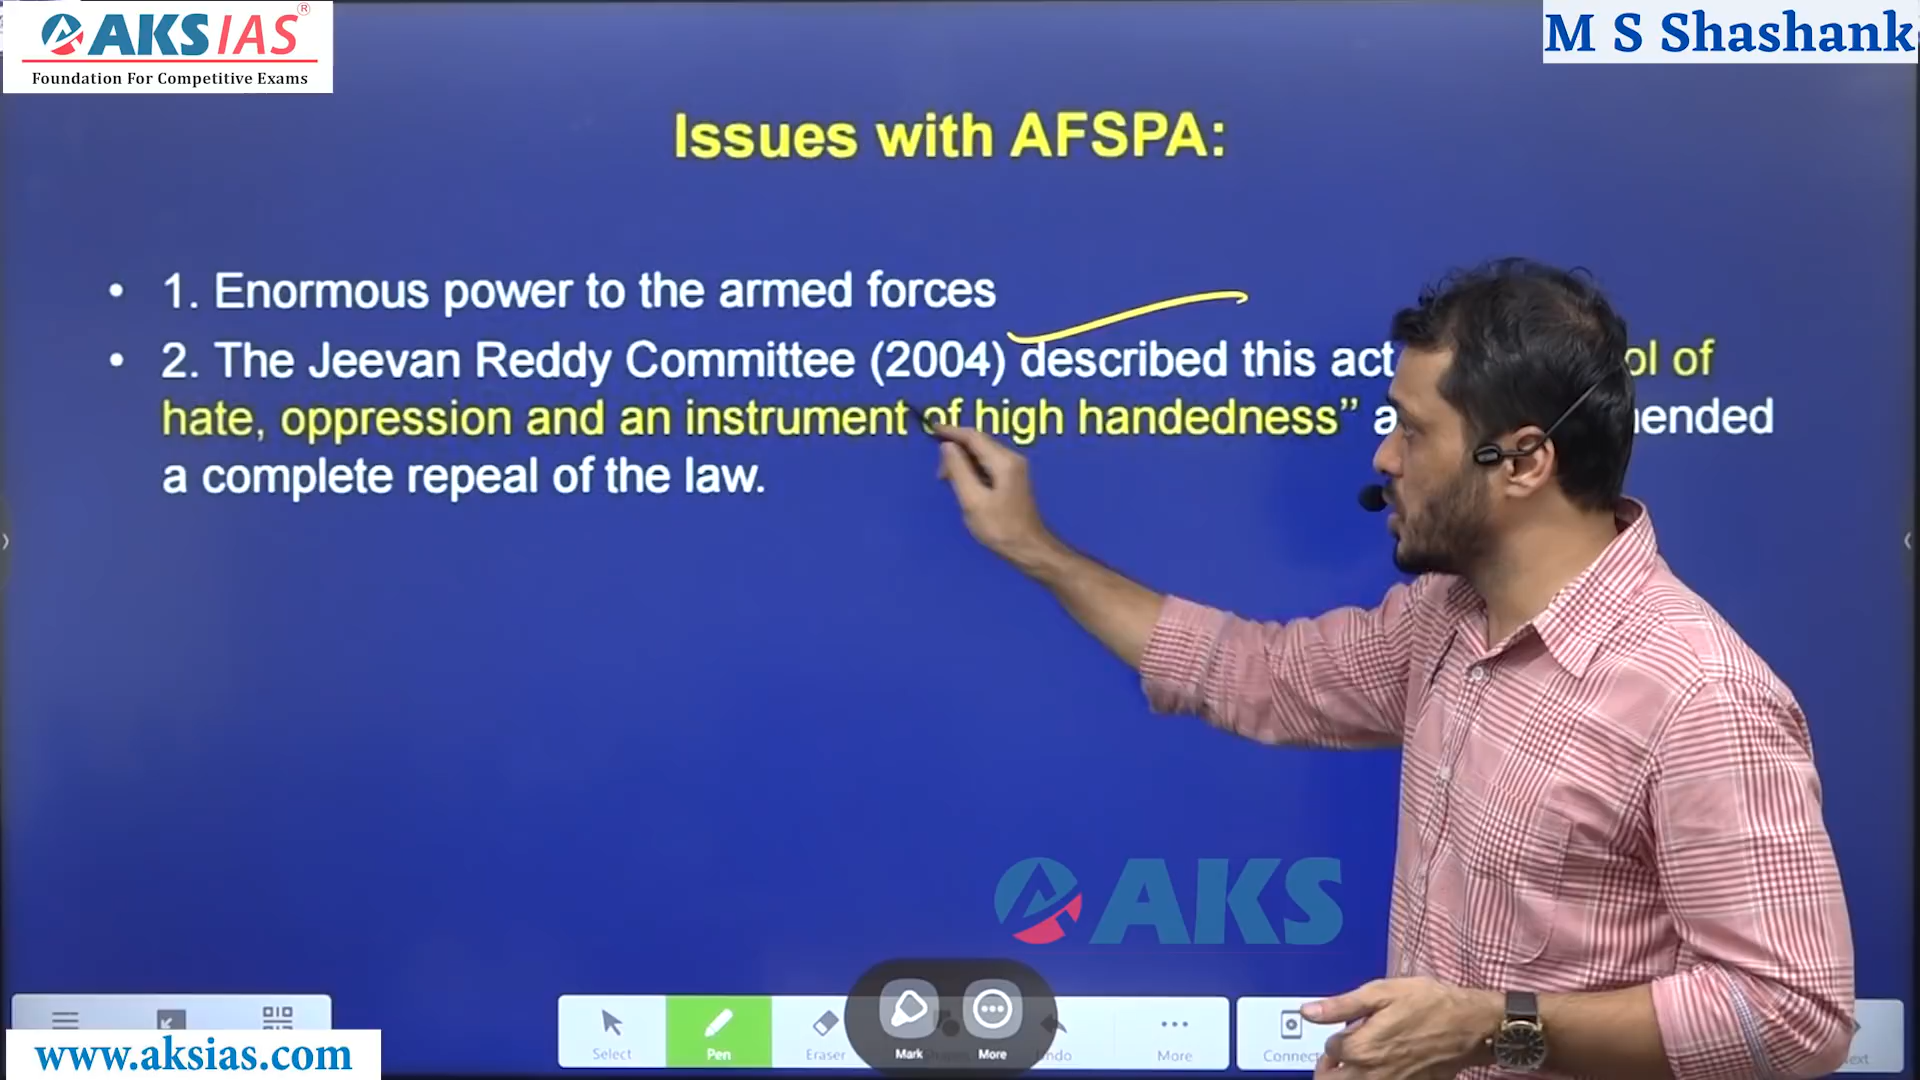 AKS IAS ®
Foundation For Competitive Exams
M S Shashank
Issues with AFSPA:
• 1. Enormous power to the armed forces
• 2. The Jeevan Reddy Committee (2004) described this act
hate, oppression and an instrument of high handedness”
a complete repeal of the law.
AKS
Select
Pen
Eraser
Mark
More
More
www.aksias.com